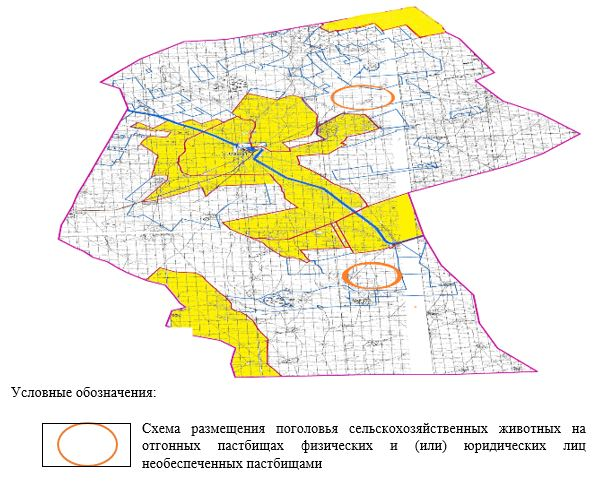 Условные обозначения:
Схема размещения поголовья сельскохозяйственных животных на
отгонных пастбищах физических и (или) юридических лиц
необеспеченных пастбищами